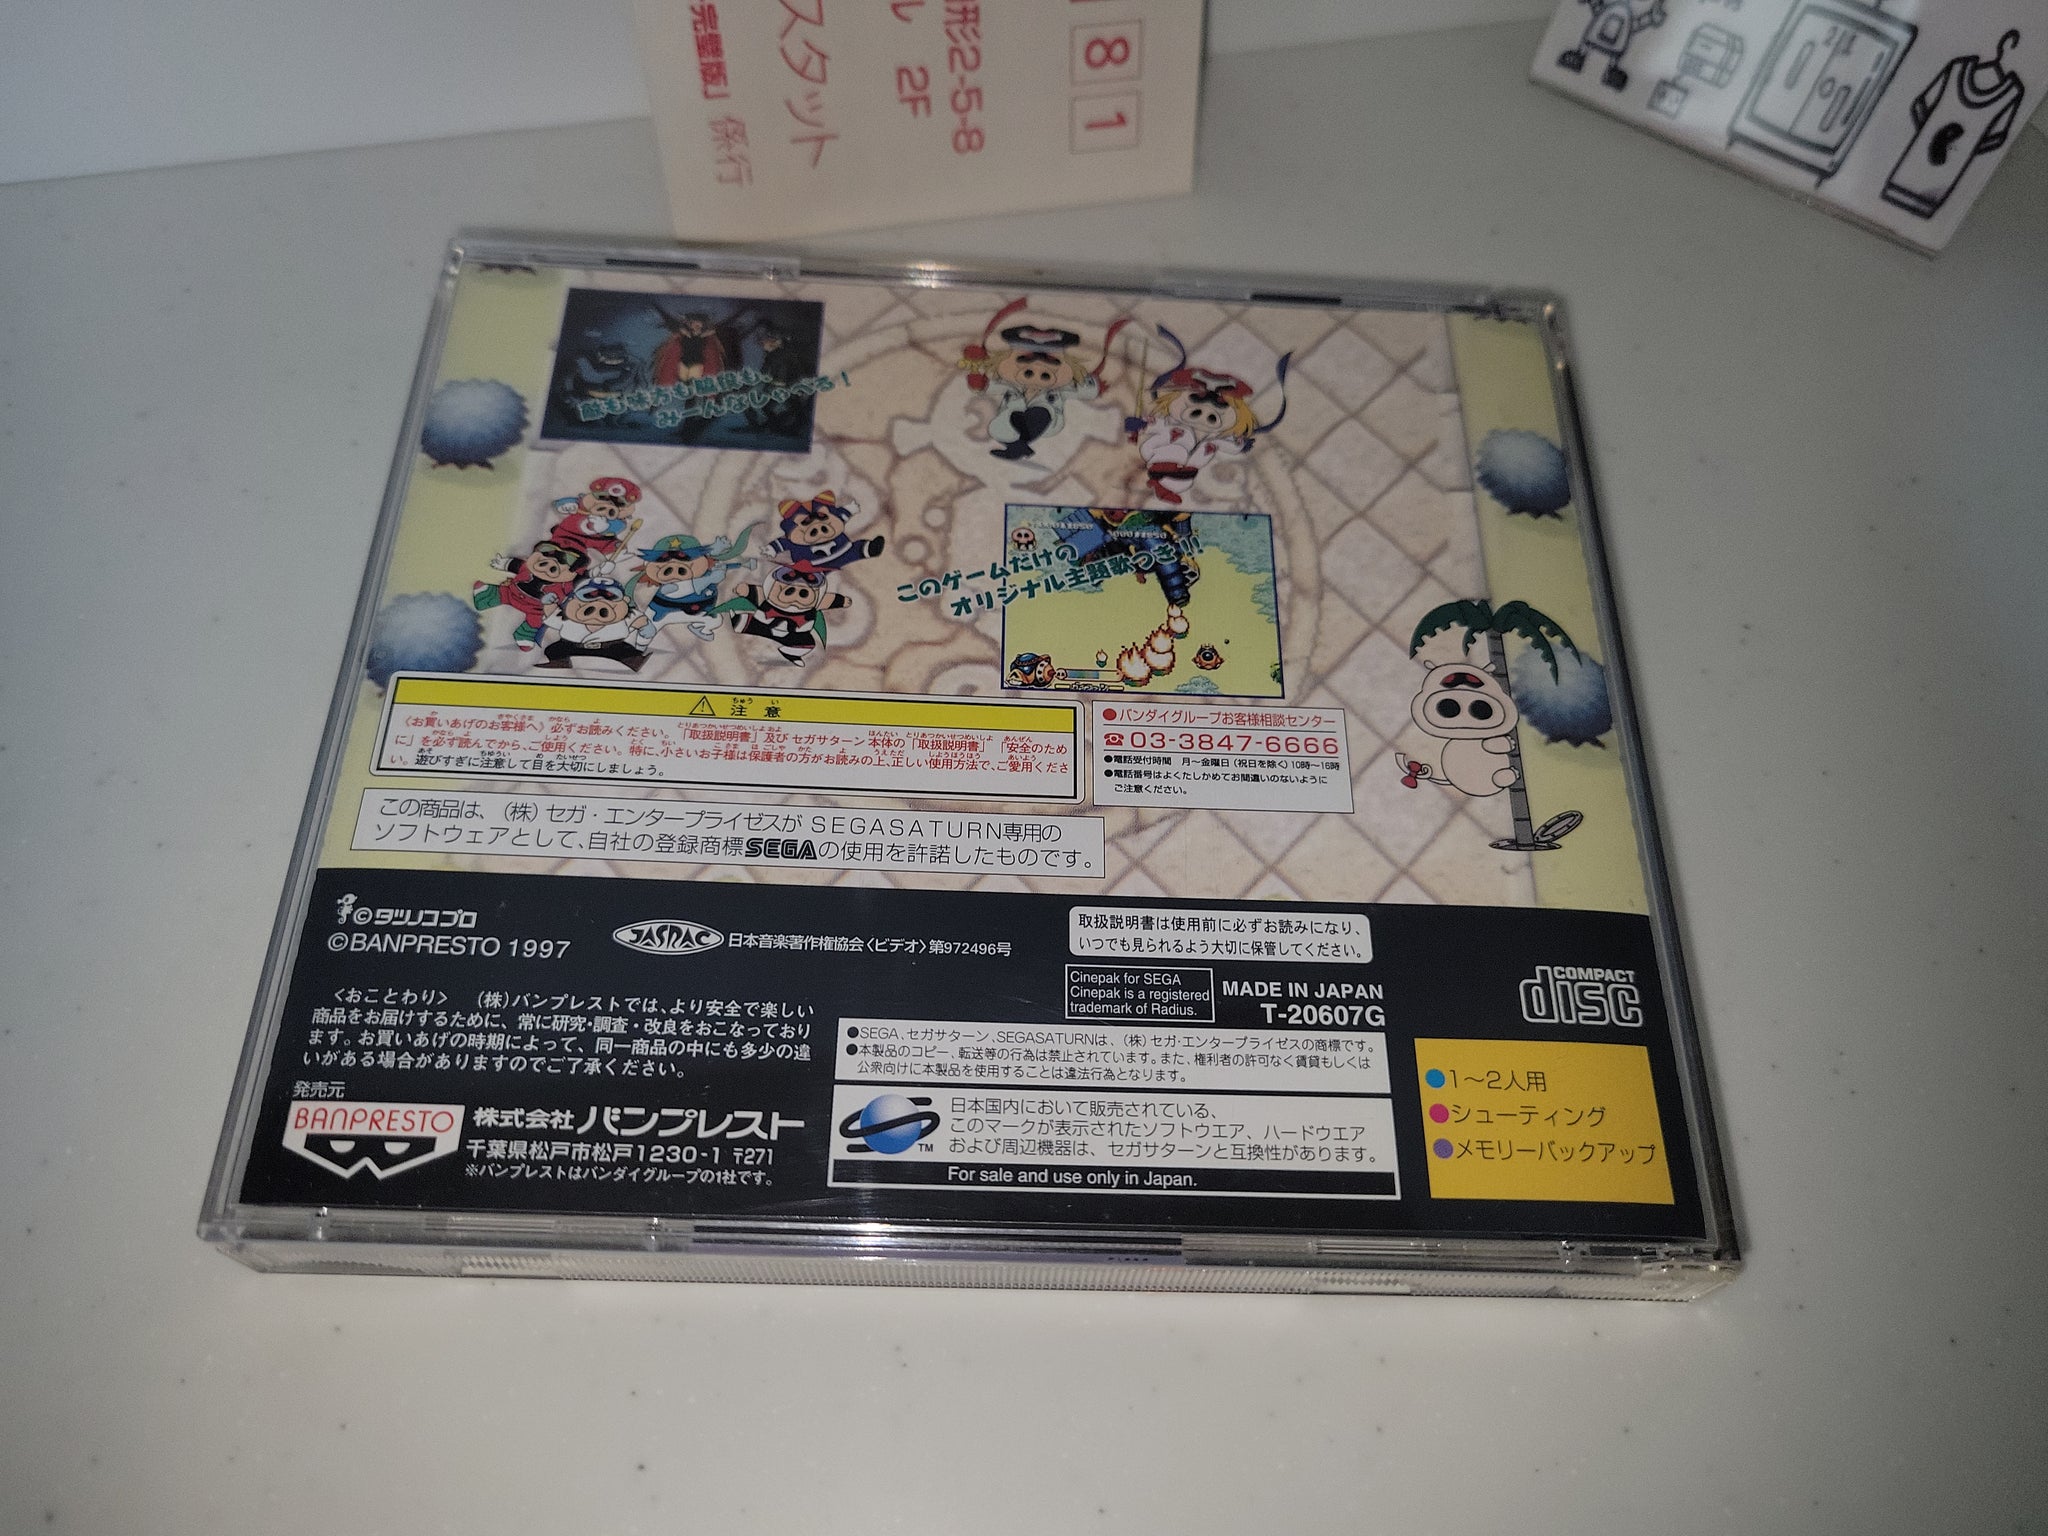 8
1
形2-5-8
2F
スタット
完璧版」 係行
敵も味方も脇役も、
みーんなしゃべる!
このゲームだけの
オリジナル主題歌つき!!
注意
〈お買いあげのお客様へ〉必ずお読みください。「取扱説明書」及び セガサターン 本体の「取扱説明書」「安全のため
に」を必ず読んでから、ご使用ください。特に、小さいお子様は保護者の方がお読みの上、正しい使用方法で、ご愛用くださ
い。遊びすぎに注意して目を大切にしましょう。
●バンダイグループお客様相談センター
☎03-3847-6666
●電話受付時間 月〜金曜日(祝日を除く)10時〜16時
●電話番号はよくたしかめてお間違いのないように
ご注意ください。
この商品は、(株)セガ・エンタープライゼスが SEGASATURN専用の
ソフトウェアとして、自社の登録商標SEGAの使用を許諾したものです。
©タツノコプロ
©BANPRESTO 1997
JASRAC 日本音楽著作権協会〈ビデオ〉第972496号
取扱説明書は使用前に必ずお読みになり、
いつでも見られるよう大切に保管してください。
Cinepak for SEGA
Cinepak is a registered
trademark of Radius.
MADE IN JAPAN
T-20607G
COMPACT
disc
〈おことわり〉 (株)バンプレストでは、より安全で楽しい
商品をお届けするために、常に研究・調査・改良をおこなっており
ます。お買いあげの時期によって、同一商品の中にも多少の違
いがある場合がありますのでご了承ください。
●SEGA、セガサターン、SEGASATURNは、(株)セガ・エンタープライゼスの商標です。
●本製品のコピー、転送等の行為は禁止されています。また、権利者の許可なく賃貸もしくは
公衆向けに本製品を使用することは違法行為となります。
発売元
BANPRESTO
株式会社 バンプレスト
千葉県松戸市松戸1230-1 〒271
※バンプレストはバンダイグループの1社です。
TM
日本国内において販売されている、
このマークが表示されたソフトウエア、ハードウエア
および周辺機器は、セガサターンと互換性があります。
For sale and use only in Japan.
●1〜2人用
●シューティング
●メモリーバックアップ